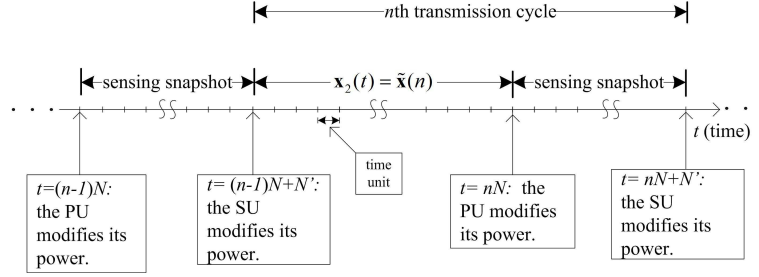 nth transmission cycle
sensing snapshot
x₂(t) = x̃(n)
sensing snapshot
t (time)
time
unit
t=(n-1)N:
the PU
modifies its
power.
t= (n-1)N+N’:
the SU
modifies its
power.
t= nN: the
PU modifies
its power.
t= nN+N’:
the SU
modifies its
power.